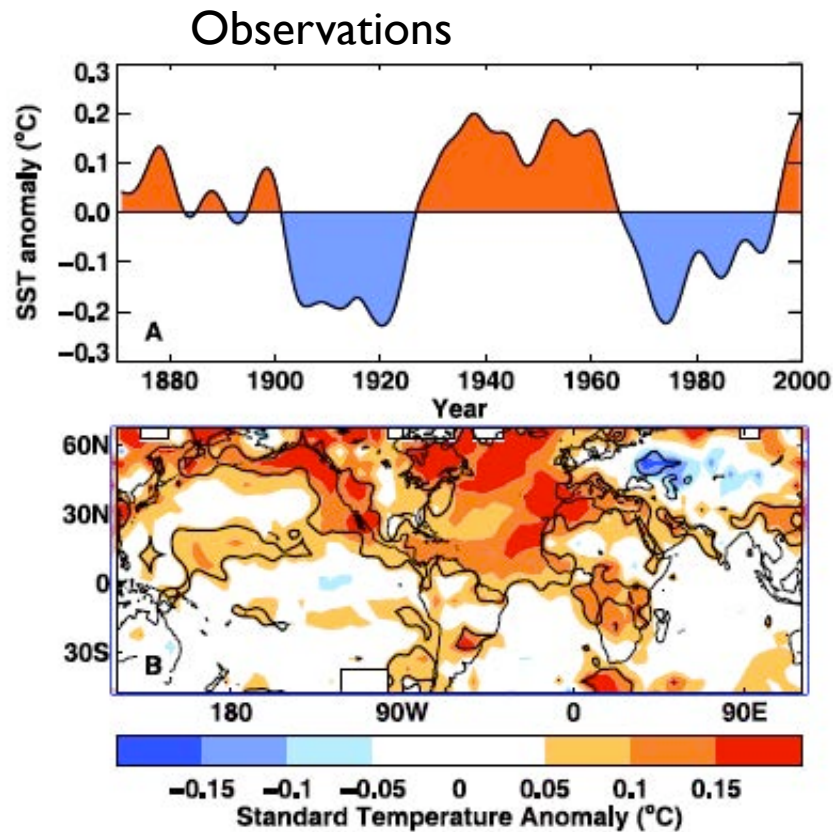 Observations
0.3
0.2
0.1
0.0
−0.1
−0.2
−0.3
SST anomaly (°C)
A
1880 1900 1920 1940 1960 1980 2000
Year
60N
30N
0
30S
B
180 90W 0 90E
−0.15 −0.1 −0.05 0 0.05 0.1 0.15
Standard Temperature Anomaly (°C)